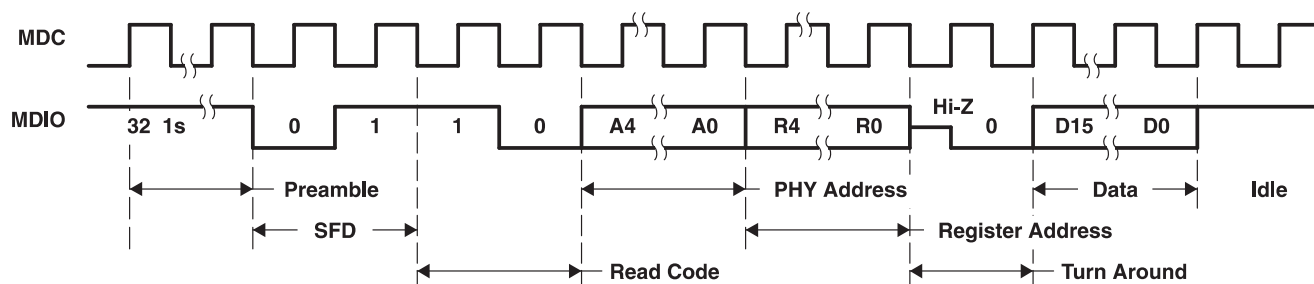 MDC
Hi-Z
MDIO
32 1s 0 1 1 0 A4 A0 R4 R0 0 D15 D0
Preamble PHY Address Data Idle
SFD Register Address
Read Code Turn Around